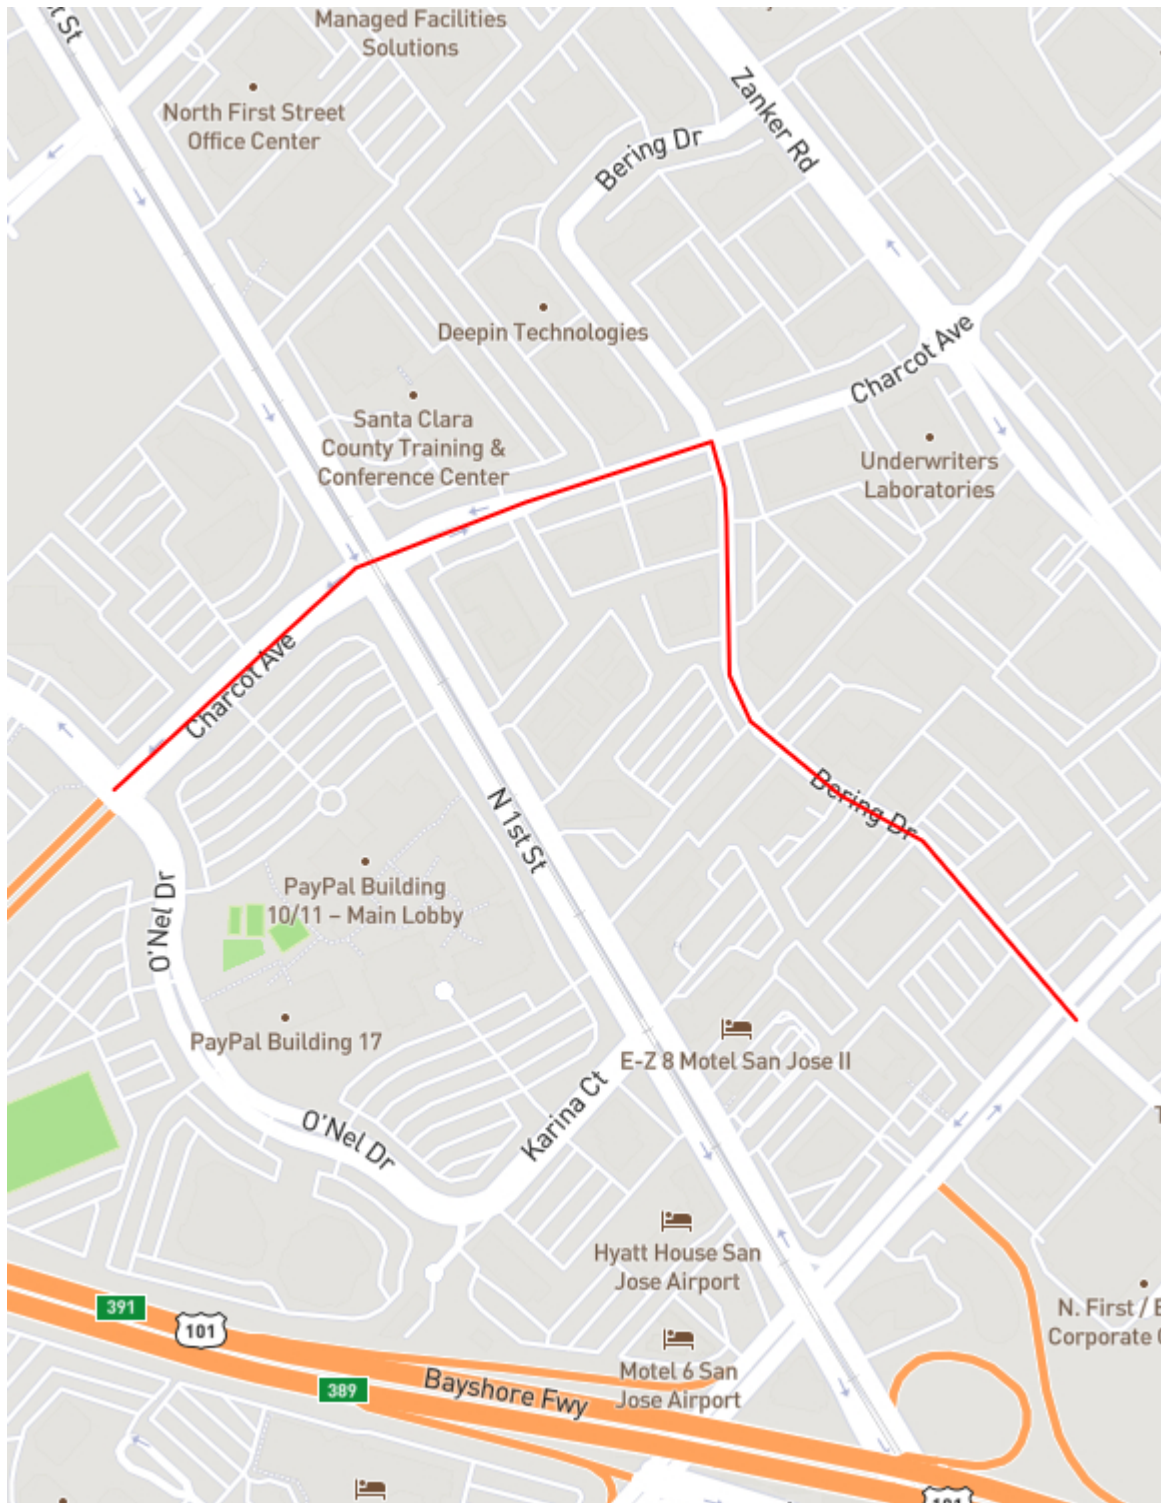 Managed Facilities
Solutions
North First Street
Office Center
Zanker Rd
Bering Dr
Deepin Technologies
Charcot Ave
Santa Clara
County Training &
Conference Center
Underwriters
Laboratories
Charcot Ave
Bering Dr
N 1st St
PayPal Building
10/11 – Main Lobby
O'Nel Dr
PayPal Building 17
E-Z 8 Motel San Jose II
Karina Ct
O'Nel Dr
Hyatt House San
Jose Airport
391
101
N. First /
Corporate
Motel 6 San
Jose Airport
389
Bayshore Fwy
101